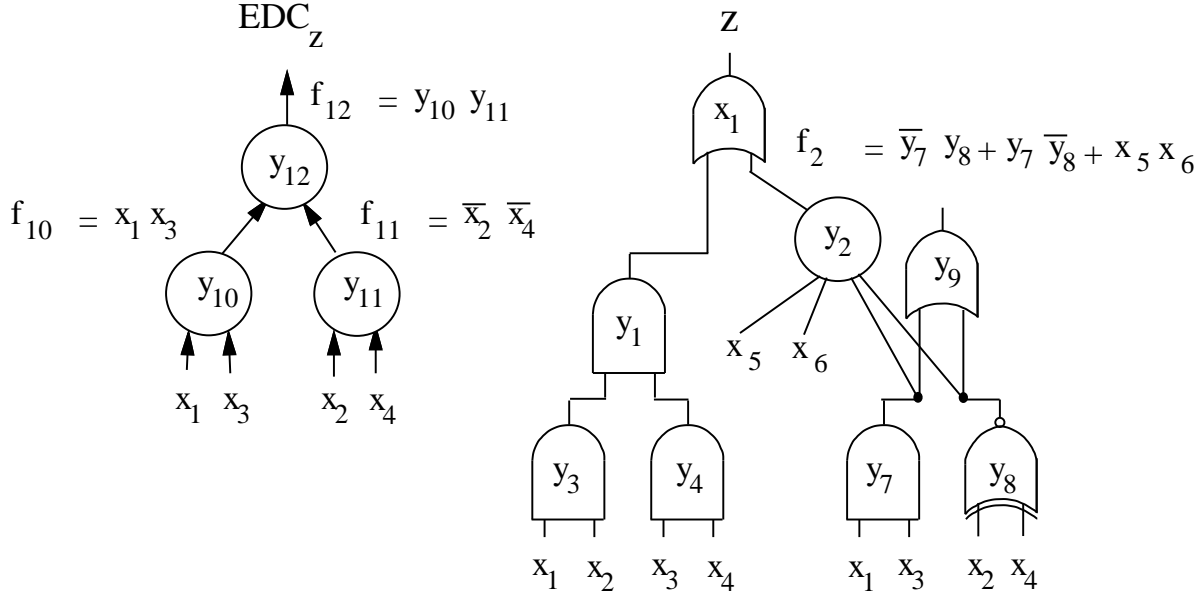 EDC_z
f_12 = y_10 y_11
y_12
f_10 = x_1 x_3
f_11 = x̅_2 x̅_4
y_10
y_11
x_1 x_3 x_2 x_4
z
x_1
f_2 = y̅_7 y_8 + y_7 y̅_8 + x_5 x_6
y_2
y_9
y_1
x_5 x_6
y_3 y_4 y_7 y_8
x_1 x_2 x_3 x_4 x_1 x_3 x_2 x_4